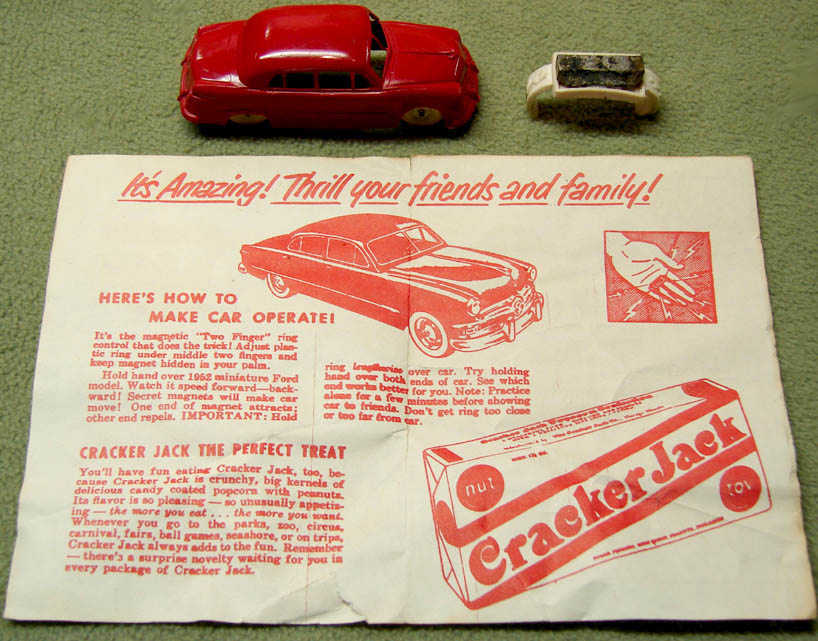 It's Amazing! Thrill your friends and family!
HERE'S HOW TO
MAKE CAR OPERATE!
It's the magnetic "Two Finger" ring
control that does the trick! Adjust plas-
tic ring under middle two fingers and
keep magnet hidden in your palm.
Hold hand over 1952 miniature Ford
model. Watch it speed forward—back-
ward! Secret magnets will make car
move! One end of magnet attracts;
other end repels. IMPORTANT: Hold
ring lengthwise over car. Try holding
hand over both ends of car. See which
end works better for you. Note: Practice
alone for a few minutes before showing
car to friends. Don't get ring too close
or too far from car.
CRACKER JACK THE PERFECT TREAT
You'll have fun eating Cracker Jack, too, be-
cause Cracker Jack is crunchy, big kernels of
delicious candy coated popcorn with peanuts.
Its flavor is so pleasing — so unusually appetiz-
ing — the more you eat . . . the more you want.
Whenever you go to the parks, zoo, circus,
carnival, fairs, ball games, seashore, or on trips,
Cracker Jack always adds to the fun. Remember
— there's a surprise novelty waiting for you in
every package of Cracker Jack.
nut
Cracker Jack
toy